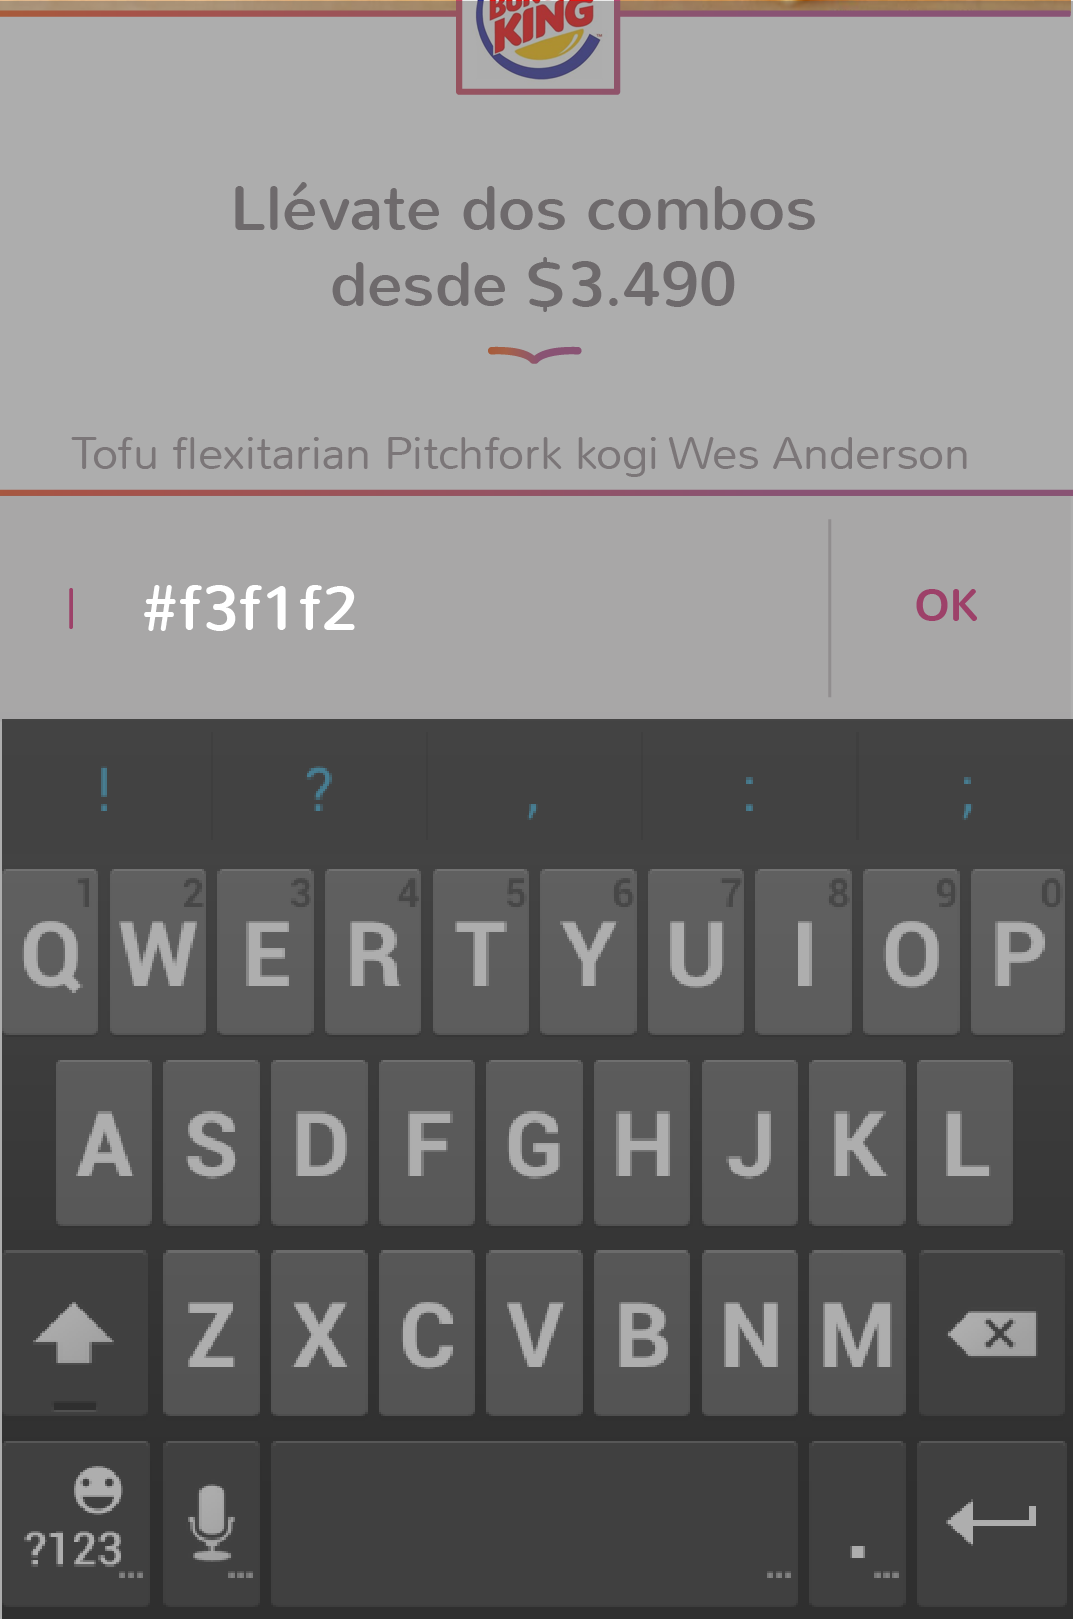 KING
Llévate dos combos
desde $3.490
Tofu flexitarian Pitchfork kogi Wes Anderson
#f3f1f2
OK
! ? , : ;
1 2 3 4 5 6 7 8 9 0
Q W E R T Y U I O P
A S D F G H J K L
Z X C V B N M
?123 .